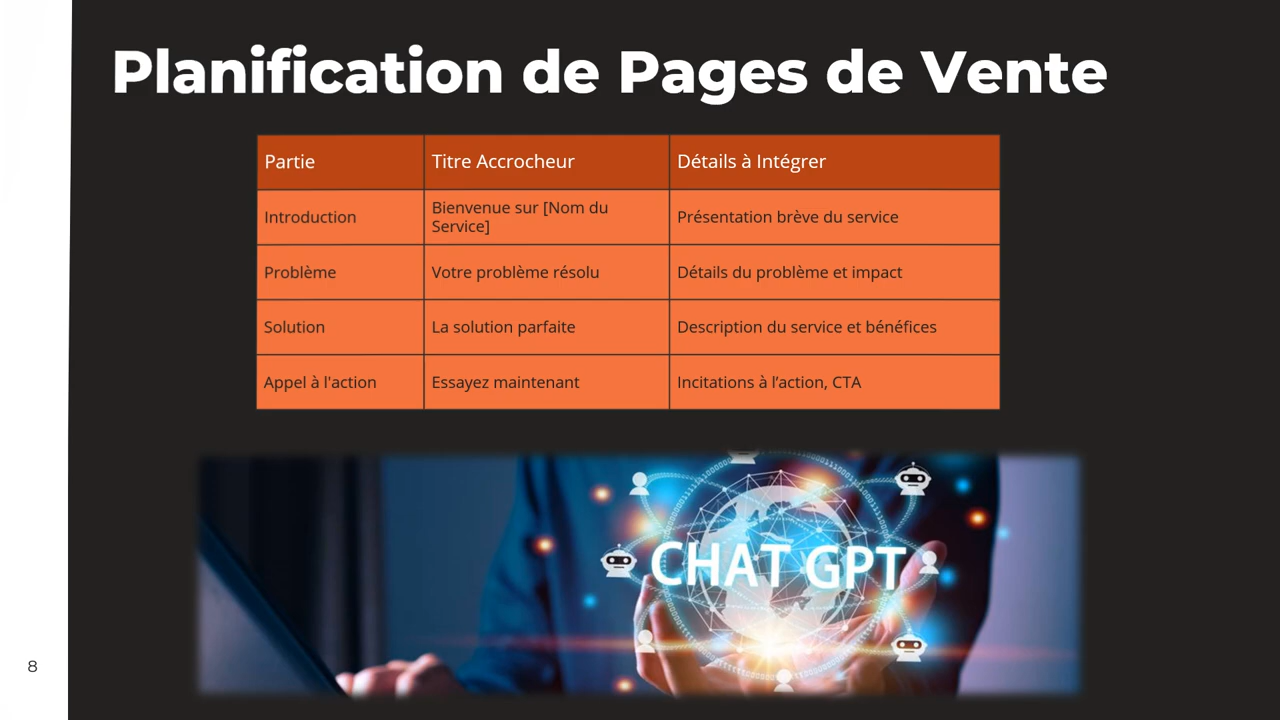 Planification de Pages de Vente
Partie
Titre Accrocheur
Détails à Intégrer
Introduction
Bienvenue sur [Nom du
Service]
Présentation brève du service
Problème
Votre problème résolu
Détails du problème et impact
Solution
La solution parfaite
Description du service et bénéfices
Appel à l'action
Essayez maintenant
Incitations à l’action, CTA
CHAT GPT
8